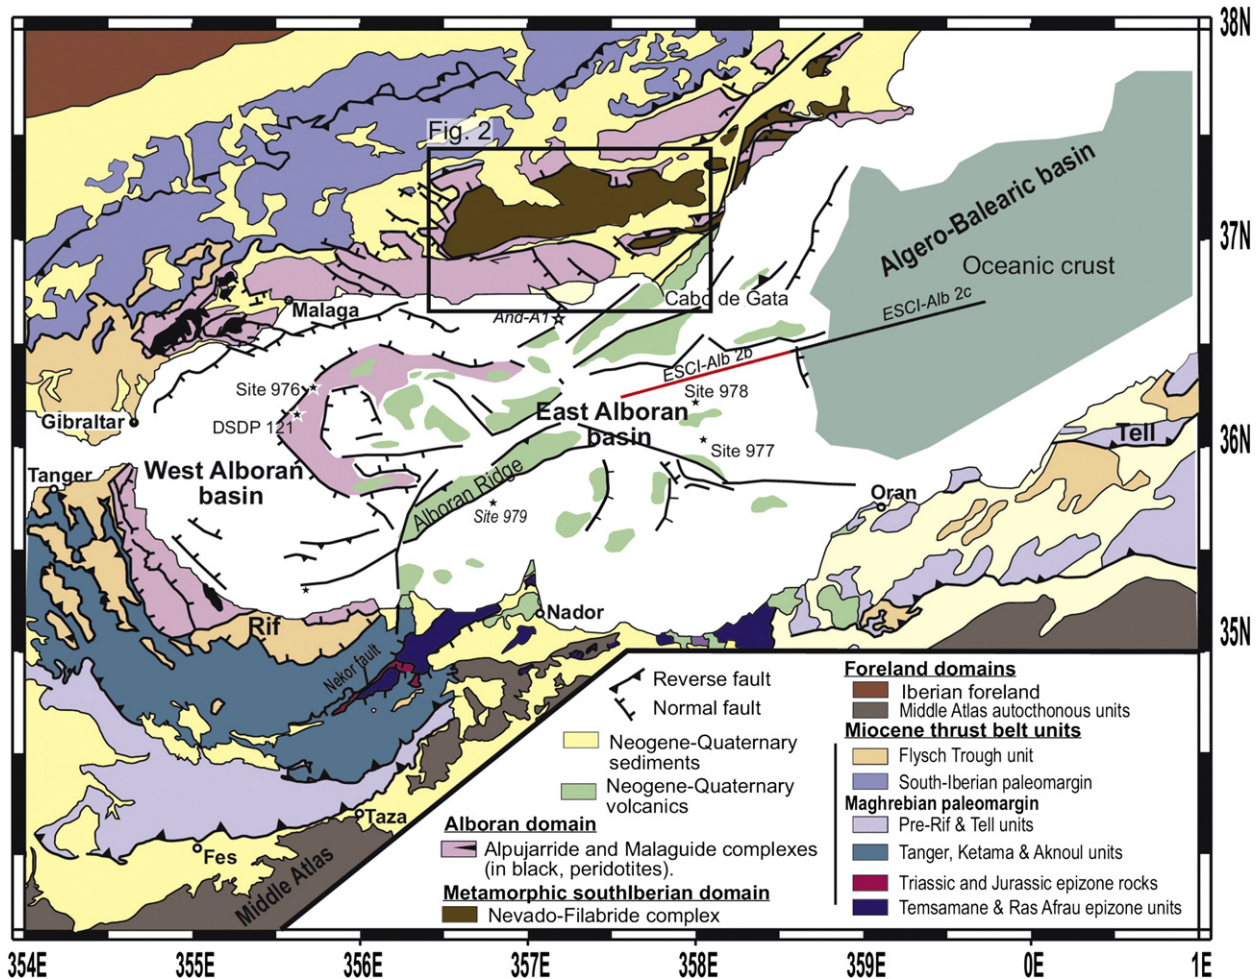 38N
Fig. 2
37N
Algero-Balearic basin
Oceanic crust
Cabo de Gata
ESCI-Alb 2c
Malaga
And-A1
ESCI-Alb 2b
Site 976
Site 978
DSDP 121
Gibraltar
East Alboran
basin
Site 977
36N
Tell
Tanger
West Alboran
basin
Alboran Ridge
Site 979
Oran
Nador
Rif
35N
Nekor fault
Taza
Fes
Middle Atlas
Reverse fault
Normal fault
Neogene-Quaternary
sediments
Neogene-Quaternary
volcanics
Alboran domain
Alpujarride and Malaguide complexes
(in black, peridotites).
Metamorphic southIberian domain
Nevado-Filabride complex
Foreland domains
Iberian foreland
Middle Atlas autocthonous units
Miocene thrust belt units
Flysch Trough unit
South-Iberian paleomargin
Maghrebian paleomargin
Pre-Rif & Tell units
Tanger, Ketama & Aknoul units
Triassic and Jurassic epizone rocks
Temsamane & Ras Afrau epizone units
354E
355E
356E
357E
358E
359E
0E
1E